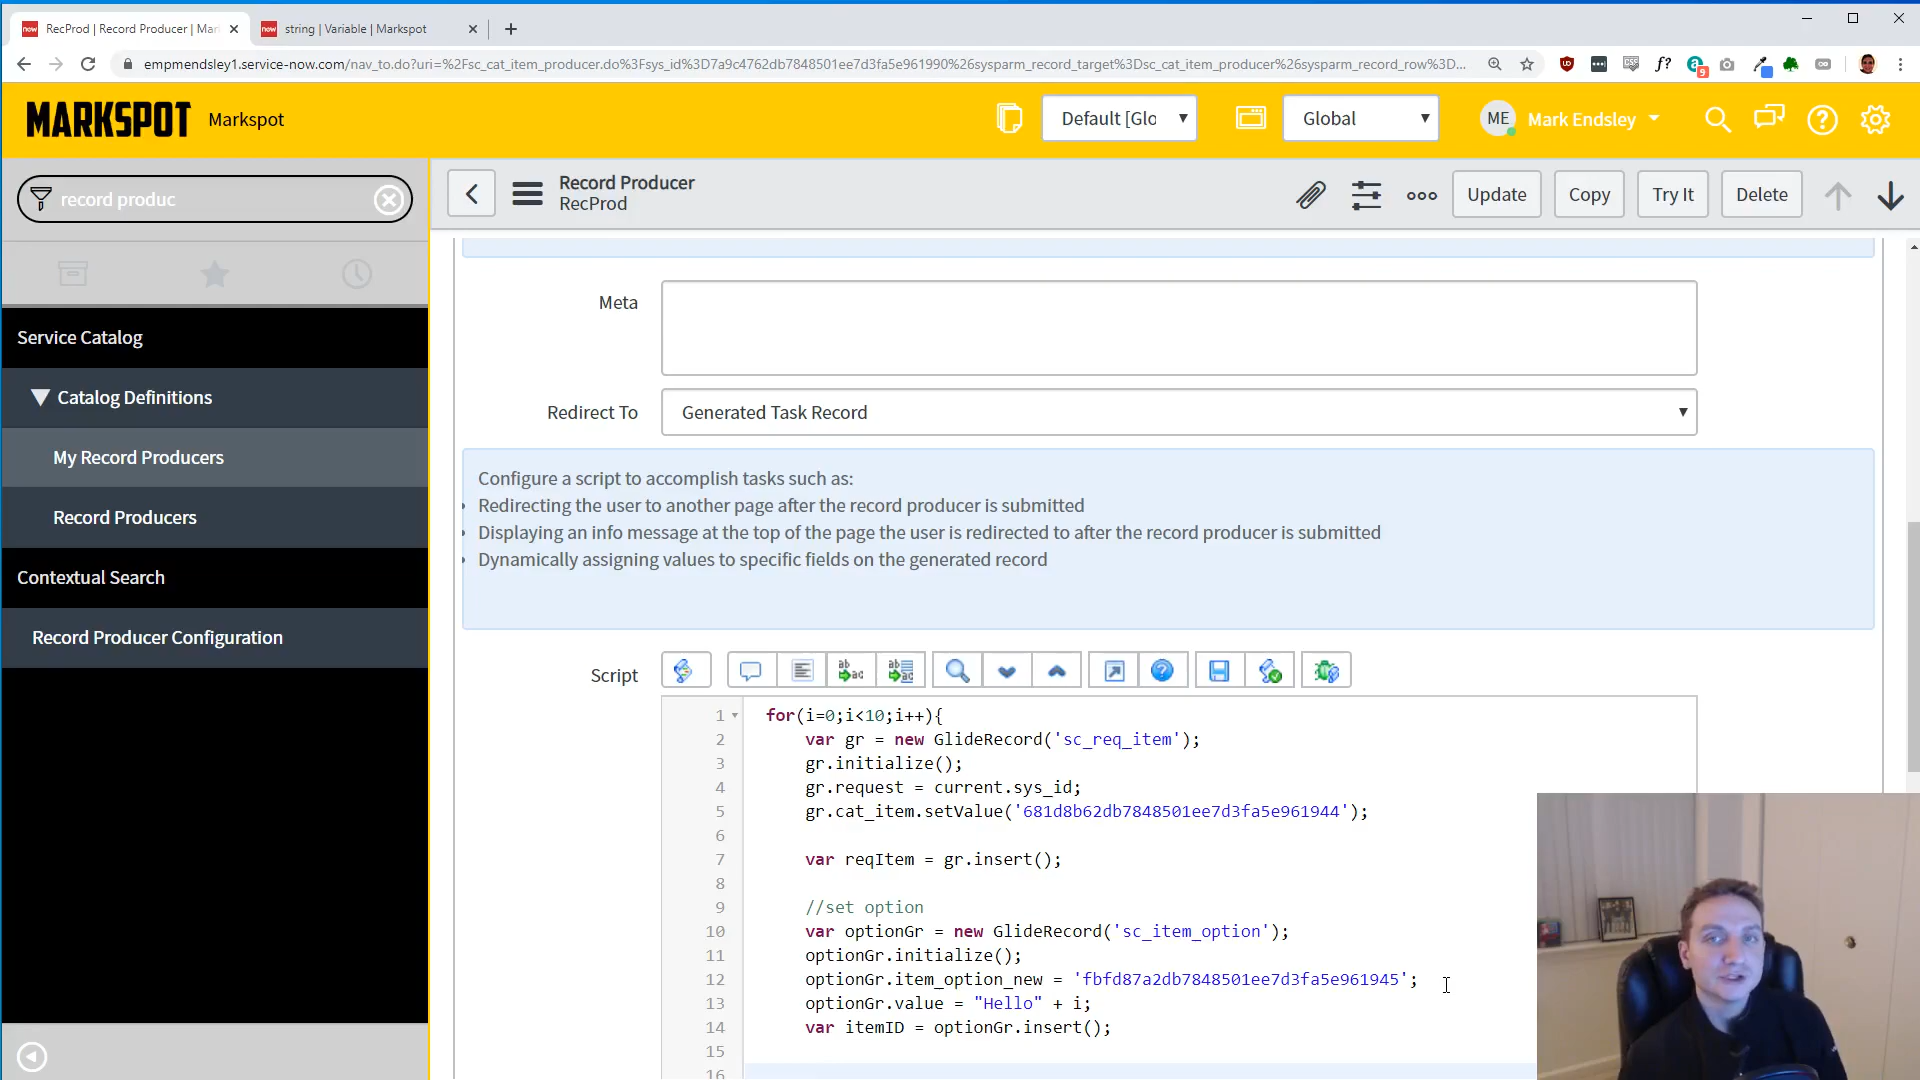 now RecProd | Record Producer | Mar
now string | Variable | Markspot
empmendsley1.service-now.com/nav_to.do?uri=%2Fsc_cat_item_producer.do%3Fsys_id%3D7a9c4762db7848501ee7d3fa5e961990%26sysparm_record_target%3Dsc_cat_item_producer%26sysparm_record_row%3D...
CSS
f?
9
MARKSPOT Markspot
Default [Glo
Global
ME Mark Endsley
record produc
Record Producer
RecProd
Update
Copy
Try It
Delete
Service Catalog
Catalog Definitions
My Record Producers
Record Producers
Contextual Search
Record Producer Configuration
Meta
Redirect To
Generated Task Record
Configure a script to accomplish tasks such as:
Redirecting the user to another page after the record producer is submitted
Displaying an info message at the top of the page the user is redirected to after the record producer is submitted
Dynamically assigning values to specific fields on the generated record
Script
1 for(i=0;i<10;i++){
2 var gr = new GlideRecord('sc_req_item');
3 gr.initialize();
4 gr.request = current.sys_id;
5 gr.cat_item.setValue('681d8b62db7848501ee7d3fa5e961944');
6
7 var reqItem = gr.insert();
8
9 //set option
10 var optionGr = new GlideRecord('sc_item_option');
11 optionGr.initialize();
12 optionGr.item_option_new = 'fbfd87a2db7848501ee7d3fa5e961945';
13 optionGr.value = "Hello" + i;
14 var itemID = optionGr.insert();
15
16